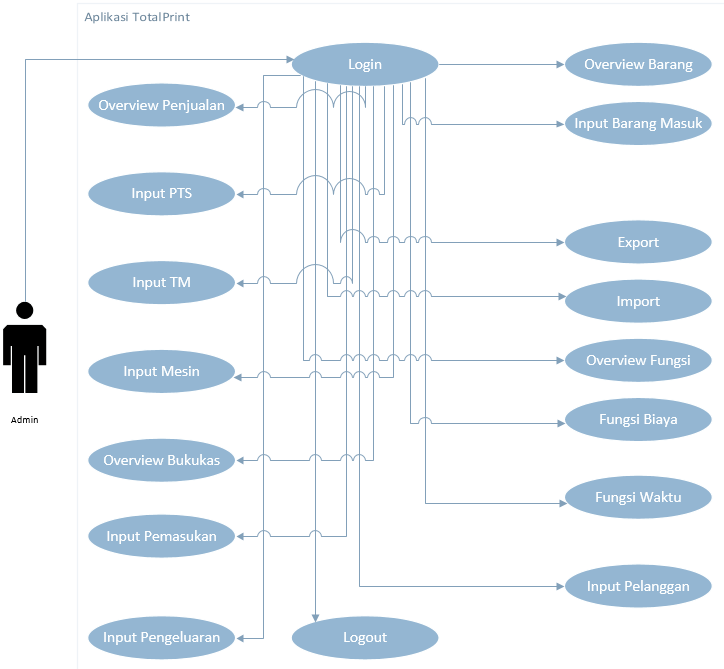 Aplikasi TotalPrint
Login
Overview Barang
Overview Penjualan
Input Barang Masuk
Input PTS
Export
Input TM
Import
Overview Fungsi
Input Mesin
Admin
Fungsi Biaya
Overview Bukukas
Fungsi Waktu
Input Pemasukan
Input Pelanggan
Input Pengeluaran
Logout